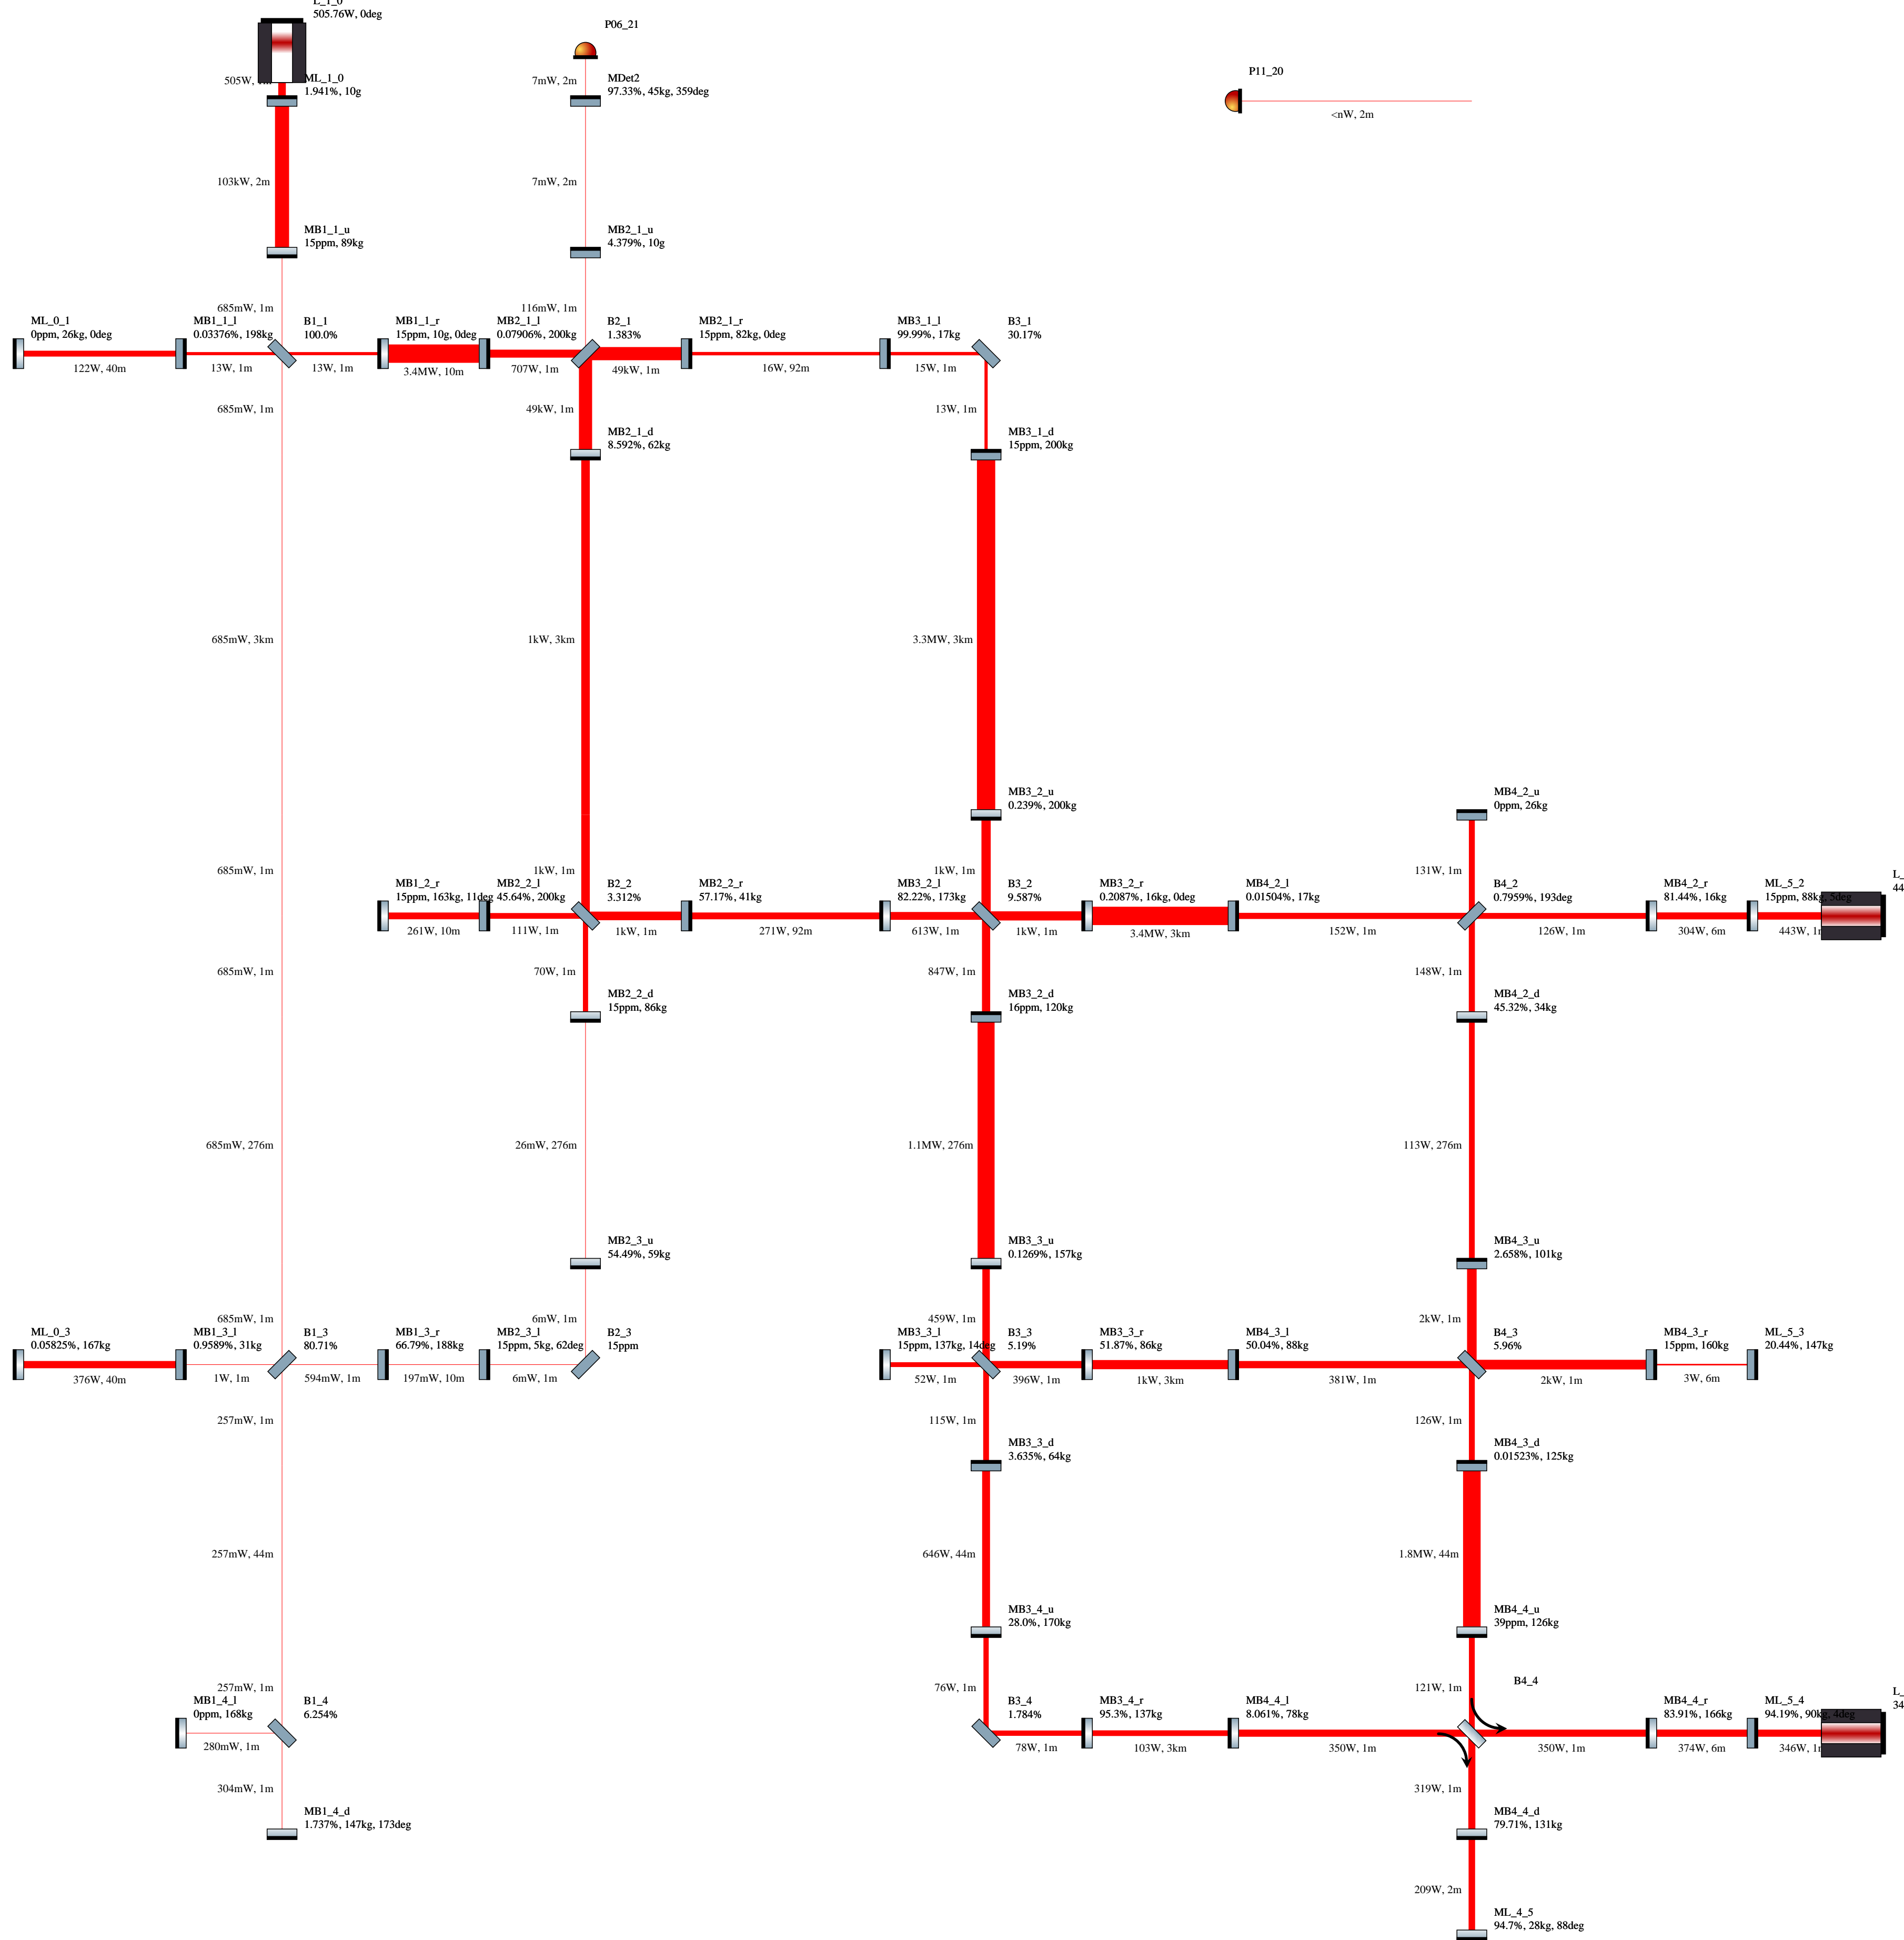 L_1_0
505.76W, 0deg
P06_21
P11_20
505W,
ML_1_0
1.941%, 10g
7mW, 2m
MDet2
97.33%, 45kg, 359deg
<nW, 2m
103kW, 2m
7mW, 2m
MB1_1_u
15ppm, 89kg
MB2_1_u
4.379%, 10g
685mW, 1m
116mW, 1m
ML_0_1
0ppm, 26kg, 0deg
MB1_1_l
0.03376%, 198kg
B1_1
100.0%
MB1_1_r
15ppm, 10g, 0deg
MB2_1_l
0.07906%, 200kg
B2_1
1.383%
MB2_1_r
15ppm, 82kg, 0deg
MB3_1_l
99.99%, 17kg
B3_1
30.17%
122W, 40m
13W, 1m
13W, 1m
3.4MW, 10m
707W, 1m
49kW, 1m
16W, 92m
15W, 1m
685mW, 1m
49kW, 1m
13W, 1m
MB2_1_d
8.592%, 62kg
MB3_1_d
15ppm, 200kg
685mW, 3km
1kW, 3km
3.3MW, 3km
MB3_2_u
0.239%, 200kg
MB4_2_u
0ppm, 26kg
685mW, 1m
1kW, 1m
1kW, 1m
131W, 1m
MB1_2_r
15ppm, 163kg, 11deg
MB2_2_l
45.64%, 200kg
B2_2
3.312%
MB2_2_r
57.17%, 41kg
MB3_2_l
82.22%, 173kg
B3_2
9.587%
MB3_2_r
0.2087%, 16kg, 0deg
MB4_2_l
0.01504%, 17kg
B4_2
0.7959%, 193deg
MB4_2_r
81.44%, 16kg
ML_5_2
15ppm, 88kg, 5deg
L_
44
261W, 10m
111W, 1m
1kW, 1m
271W, 92m
613W, 1m
1kW, 1m
3.4MW, 3km
152W, 1m
126W, 1m
304W, 6m
443W, 1m
685mW, 1m
70W, 1m
847W, 1m
148W, 1m
MB2_2_d
15ppm, 86kg
MB3_2_d
16ppm, 120kg
MB4_2_d
45.32%, 34kg
685mW, 276m
26mW, 276m
1.1MW, 276m
113W, 276m
MB2_3_u
54.49%, 59kg
MB3_3_u
0.1269%, 157kg
MB4_3_u
2.658%, 101kg
685mW, 1m
6mW, 1m
459W, 1m
2kW, 1m
ML_0_3
0.05825%, 167kg
MB1_3_l
0.9589%, 31kg
B1_3
80.71%
MB1_3_r
66.79%, 188kg
MB2_3_l
15ppm, 5kg, 62deg
B2_3
15ppm
MB3_3_l
15ppm, 137kg, 14deg
B3_3
5.19%
MB3_3_r
51.87%, 86kg
MB4_3_l
50.04%, 88kg
B4_3
5.96%
MB4_3_r
15ppm, 160kg
ML_5_3
20.44%, 147kg
376W, 40m
1W, 1m
594mW, 1m
197mW, 10m
6mW, 1m
52W, 1m
396W, 1m
1kW, 3km
381W, 1m
2kW, 1m
3W, 6m
257mW, 1m
115W, 1m
126W, 1m
MB3_3_d
3.635%, 64kg
MB4_3_d
0.01523%, 125kg
257mW, 44m
646W, 44m
1.8MW, 44m
MB3_4_u
28.0%, 170kg
MB4_4_u
39ppm, 126kg
257mW, 1m
76W, 1m
121W, 1m
B4_4
MB1_4_l
0ppm, 168kg
B1_4
6.254%
B3_4
1.784%
MB3_4_r
95.3%, 137kg
MB4_4_l
8.061%, 78kg
MB4_4_r
83.91%, 166kg
ML_5_4
94.19%, 90kg, 4deg
L_
34
280mW, 1m
78W, 1m
103W, 3km
350W, 1m
350W, 1m
374W, 6m
346W, 1m
304mW, 1m
319W, 1m
MB1_4_d
1.737%, 147kg, 173deg
MB4_4_d
79.71%, 131kg
209W, 2m
ML_4_5
94.7%, 28kg, 88deg